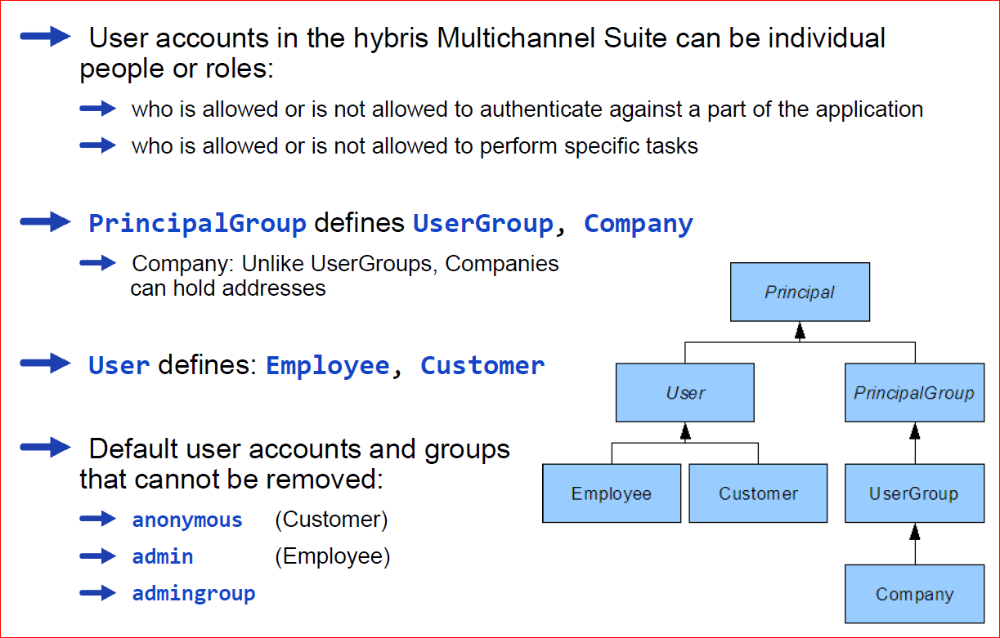 User accounts in the hybris Multichannel Suite can be individual
people or roles:
who is allowed or is not allowed to authenticate against a part of the application
who is allowed or is not allowed to perform specific tasks
PrincipalGroup defines UserGroup, Company
Company: Unlike UserGroups, Companies
can hold addresses
User defines: Employee, Customer
Default user accounts and groups
that cannot be removed:
anonymous (Customer)
admin (Employee)
admingroup
Principal
User PrincipalGroup
Employee Customer UserGroup
Company